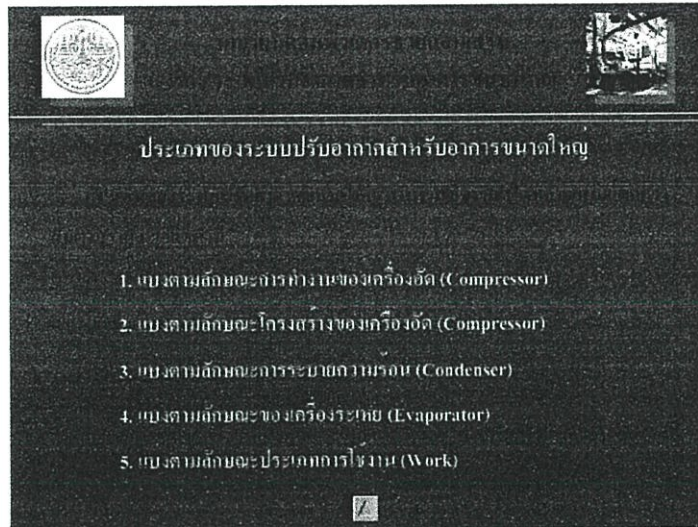 ประเภทของระบบปรับอากาศสำหรับอาการขนาดใหญ่
1. แบ่งตามลักษณะการทำงานของเครื่องอัด (Compressor)
2. แบ่งตามลักษณะโครงสร้างของเครื่องอัด (Compressor)
3. แบ่งตามลักษณะการระบายความร้อน (Condenser)
4. แบ่งตามลักษณะของเครื่องระเหย (Evaporator)
5. แบ่งตามลักษณะประเภทการใช้งาน (Work)